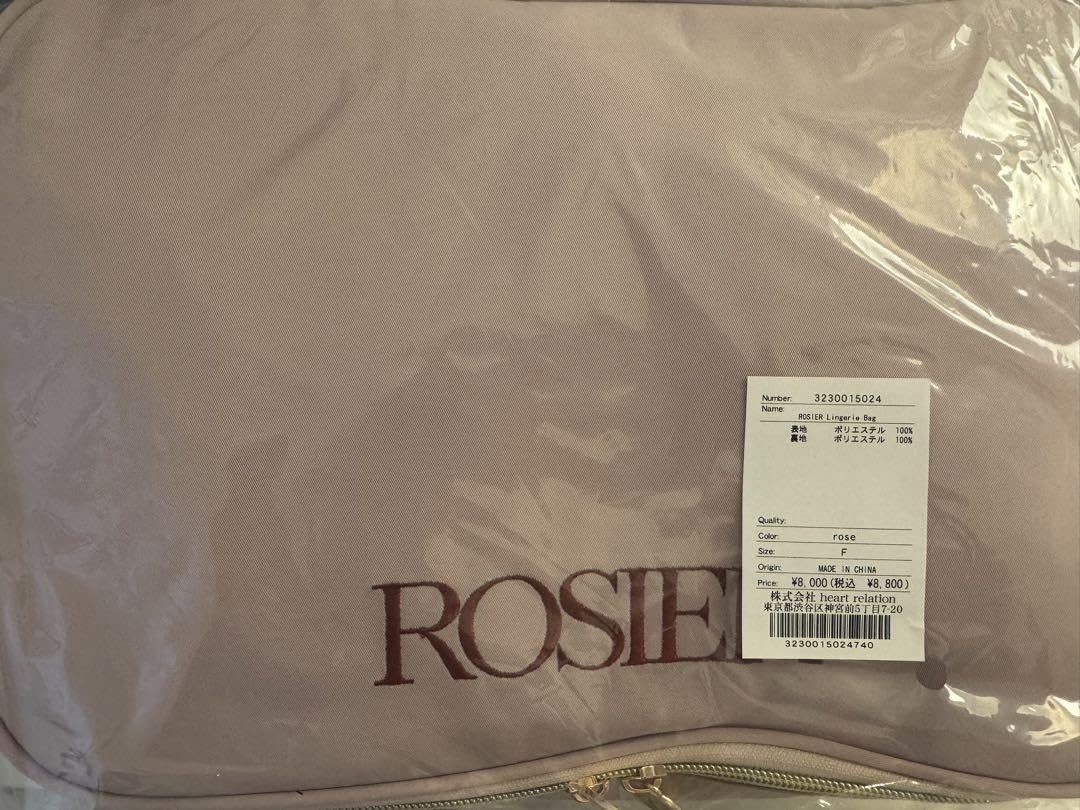 Number: 3230015024
Name:
ROSIER Lingerie Bag
表地 ポリエステル 100%
裏地 ポリエステル 100%
Quality:
Color: rose
Size: F
Origin: MADE IN CHINA
Price: ¥8,000(税込 ¥8,800)
株式会社 heart relation
東京都渋谷区神宮前5丁目7-20
3230015024740
ROSIER